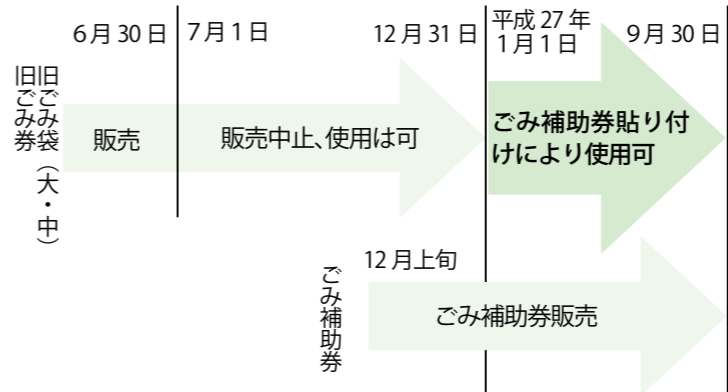 6月30日
7月1日
12月31日
平成27年
1月1日
9月30日
旧ごみ袋（大・中）
旧ごみ券
販売
販売中止、使用は可
ごみ補助券貼り付
けにより使用可
12月上旬
ごみ補助券
ごみ補助券販売